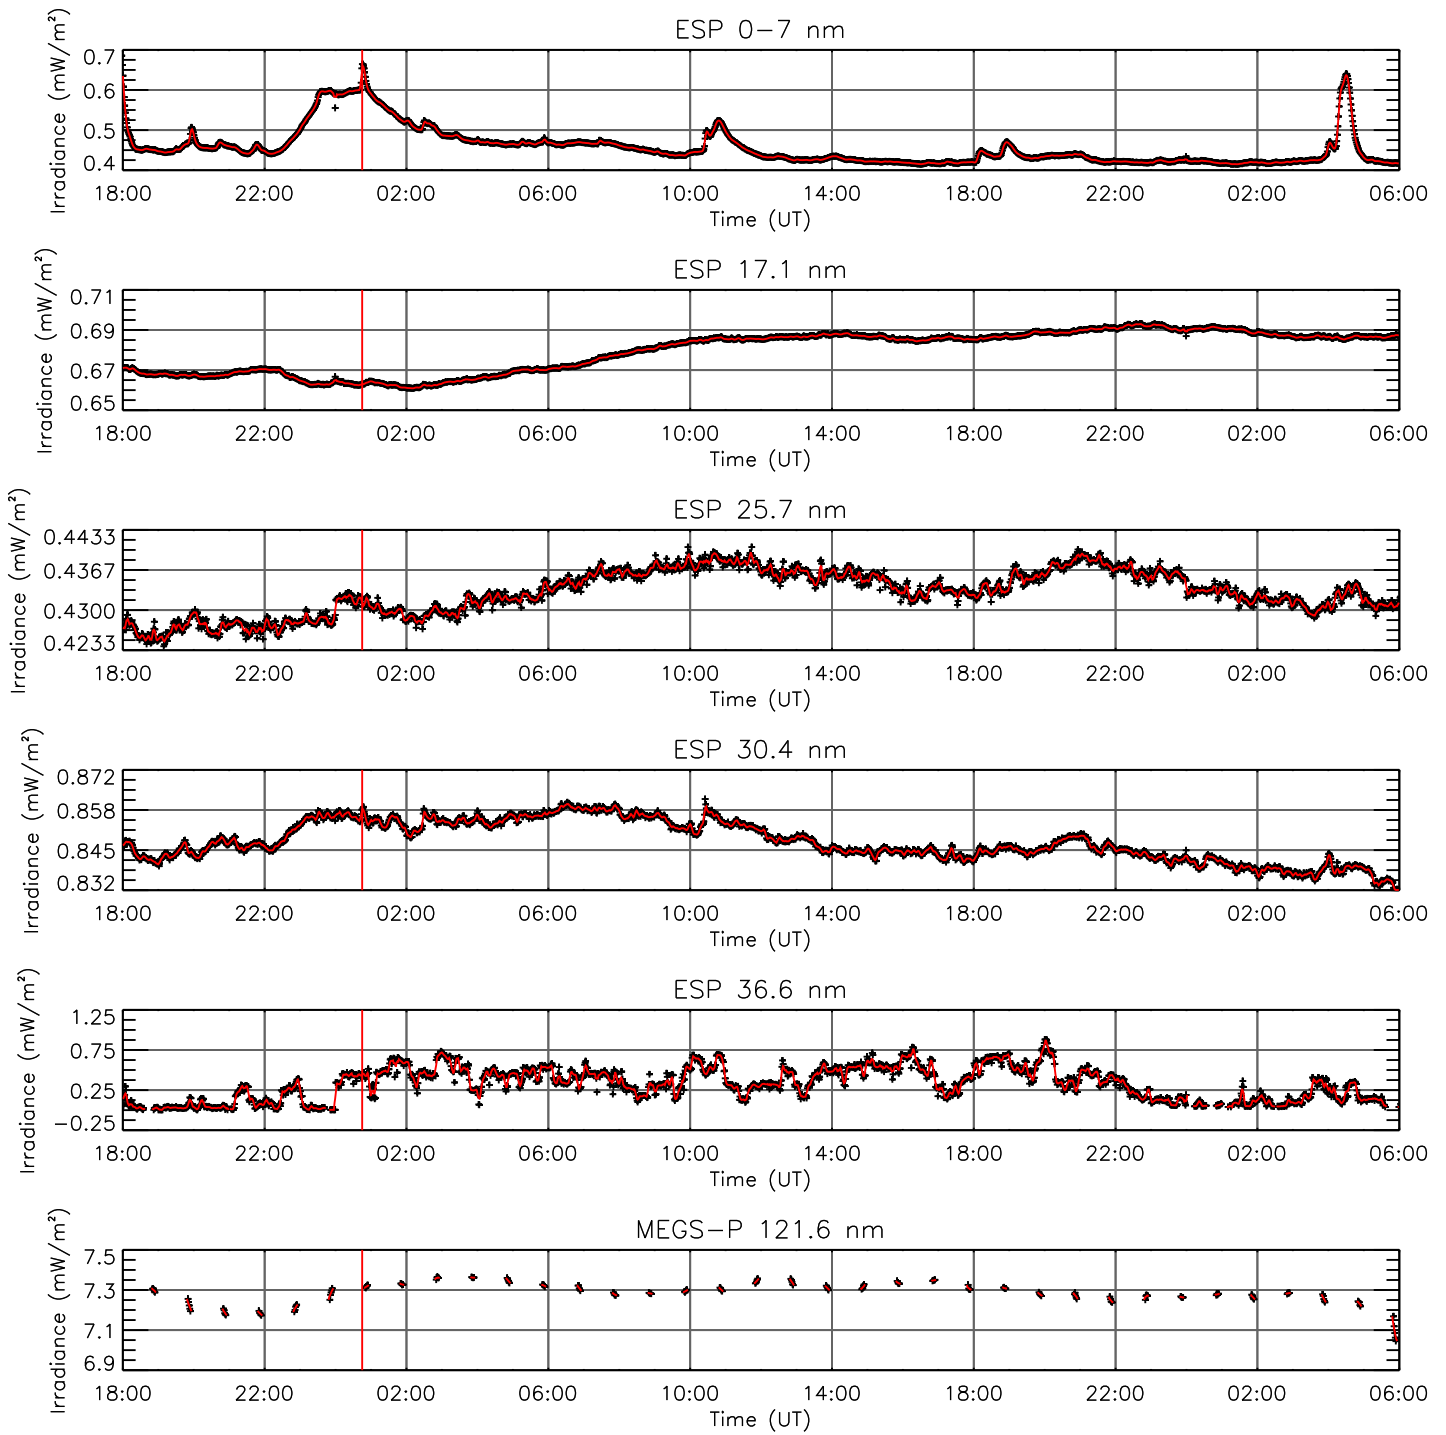 ESP 0-7 nm
Irradiance (mW/m²)
0.7
0.6
0.5
0.4
18:00 22:00 02:00 06:00 10:00 14:00 18:00 22:00 02:00 06:00
Time (UT)
ESP 17.1 nm
Irradiance (mW/m²)
0.71
0.69
0.67
0.65
18:00 22:00 02:00 06:00 10:00 14:00 18:00 22:00 02:00 06:00
Time (UT)
ESP 25.7 nm
Irradiance (mW/m²)
0.4433
0.4367
0.4300
0.4233
18:00 22:00 02:00 06:00 10:00 14:00 18:00 22:00 02:00 06:00
Time (UT)
ESP 30.4 nm
Irradiance (mW/m²)
0.872
0.858
0.845
0.832
18:00 22:00 02:00 06:00 10:00 14:00 18:00 22:00 02:00 06:00
Time (UT)
ESP 36.6 nm
Irradiance (mW/m²)
1.25
0.75
0.25
-0.25
18:00 22:00 02:00 06:00 10:00 14:00 18:00 22:00 02:00 06:00
Time (UT)
MEGS-P 121.6 nm
Irradiance (mW/m²)
7.5
7.3
7.1
6.9
18:00 22:00 02:00 06:00 10:00 14:00 18:00 22:00 02:00 06:00
Time (UT)